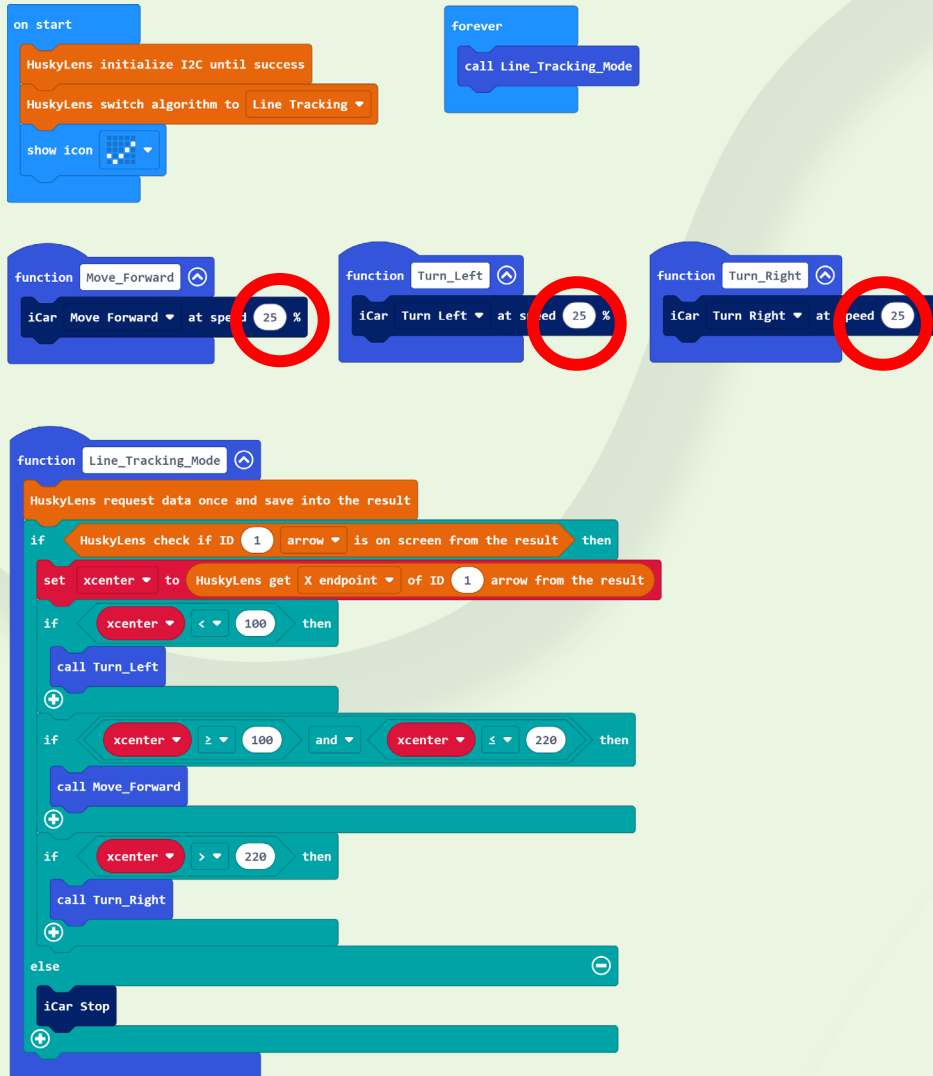 on start
HuskyLens initialize I2C until success
HuskyLens switch algorithm to Line Tracking
show icon
forever
call Line_Tracking_Mode
function Move_Forward
iCar Move Forward at speed 25 %
function Turn_Left
iCar Turn Left at speed 25 %
function Turn_Right
iCar Turn Right at speed 25
function Line_Tracking_Mode
HuskyLens request data once and save into the result
if HuskyLens check if ID 1 arrow is on screen from the result then
set xcenter to HuskyLens get X endpoint of ID 1 arrow from the result
if xcenter < 100 then
call Turn_Left
if xcenter ≥ 100 and xcenter ≤ 220 then
call Move_Forward
if xcenter > 220 then
call Turn_Right
else
iCar Stop